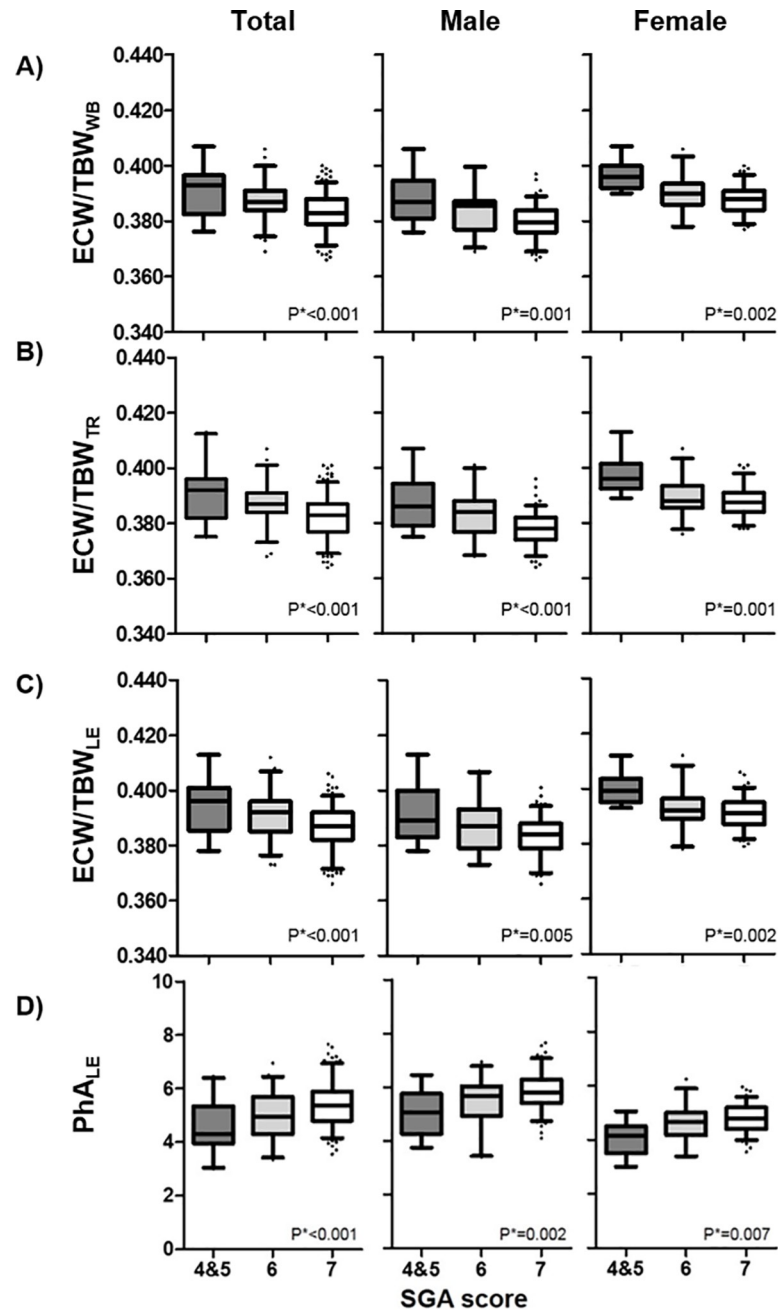 Total Male Female
A)
ECW/TBWWB
0.440
0.420
0.400
0.380
0.360
0.340
P*<0.001 P*=0.001 P*=0.002
B)
ECW/TBWTR
0.440
0.420
0.400
0.380
0.360
0.340
P*<0.001 P*<0.001 P*=0.001
C)
ECW/TBWLE
0.440
0.420
0.400
0.380
0.360
0.340
P*<0.001 P*=0.005 P*=0.002
D)
PhALE
10
8
6
4
2
0
P*<0.001 P*=0.002 P*=0.007
4&5 6 7 4&5 6 7 4&5 6 7
SGA score